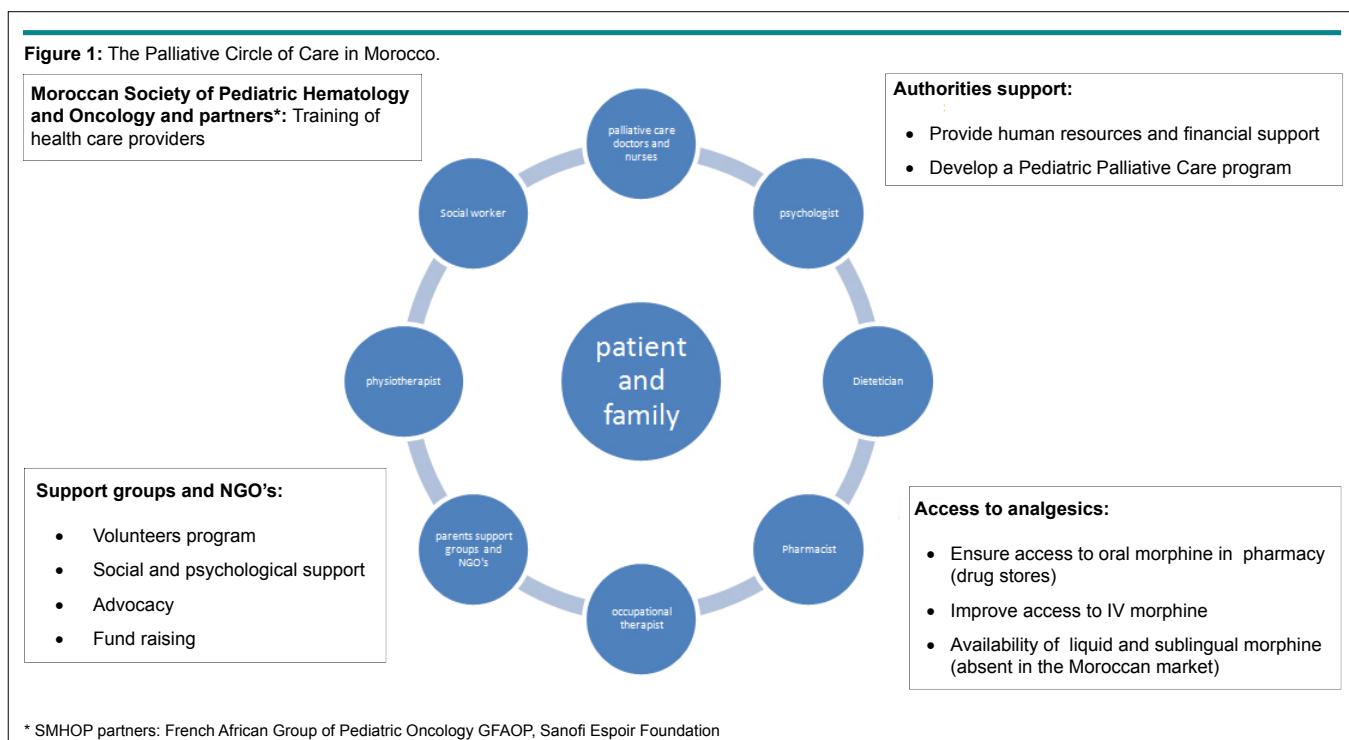 Figure 1: The Palliative Circle of Care in Morocco.
Moroccan Society of Pediatric Hematology
and Oncology and partners*: Training of
health care providers
Authorities support:
:
• Provide human resources and financial support
• Develop a Pediatric Palliative Care program
palliative care
doctors and
nurses
psychologist
Dietetician
Pharmacist
occupational
therapist
parents support
groups and
NGO's
physiotherapist
Social worker
patient
and
family
Support groups and NGO's:
• Volunteers program
• Social and psychological support
• Advocacy
• Fund raising
Access to analgesics:
• Ensure access to oral morphine in pharmacy
(drug stores)
• Improve access to IV morphine
• Availability of liquid and sublingual morphine
(absent in the Moroccan market)
* SMHOP partners: French African Group of Pediatric Oncology GFAOP, Sanofi Espoir Foundation